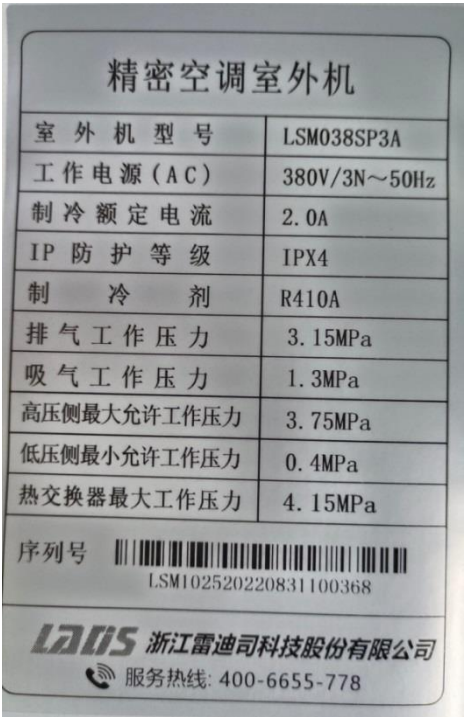 精密空调室外机
室外机型号 LSM038SP3A
工作电源(AC) 380V/3N～50Hz
制冷额定电流 2.0A
IP防护等级 IPX4
制冷剂 R410A
排气工作压力 3.15MPa
吸气工作压力 1.3MPa
高压侧最大允许工作压力 3.75MPa
低压侧最小允许工作压力 0.4MPa
热交换器最大工作压力 4.15MPa
序列号
LSM102520220831100368
LADIS 浙江雷迪司科技股份有限公司
服务热线: 400-6655-778